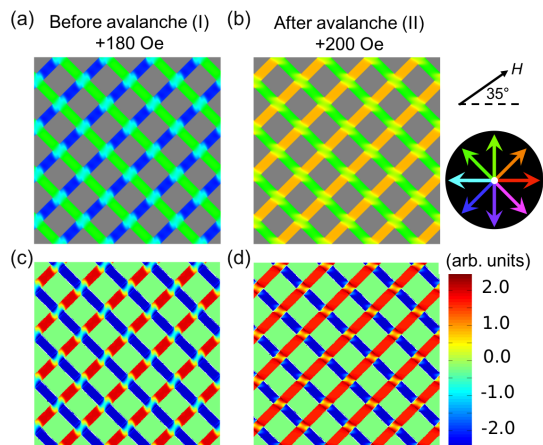 (a) Before avalanche (I)
+180 Oe
(b) After avalanche (II)
+200 Oe
H
35°
(c)
(d)
(arb. units)
2.0
1.0
0.0
-1.0
-2.0